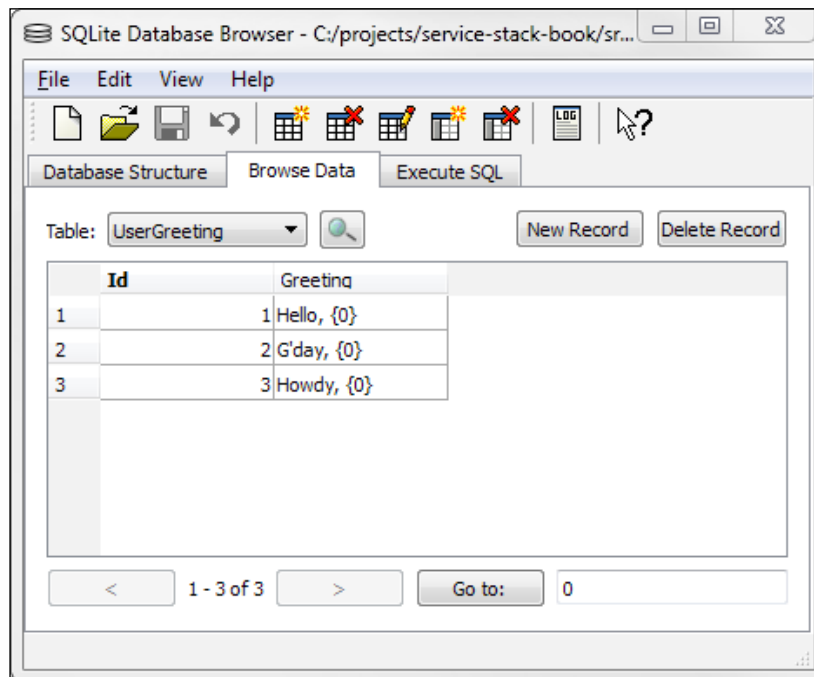 SQLite Database Browser - C:/projects/service-stack-book/sr...
File Edit View Help
LOG ?
Database Structure Browse Data Execute SQL
Table: UserGreeting New Record Delete Record
Id Greeting
1 1 Hello, {0}
2 2 G'day, {0}
3 3 Howdy, {0}
< 1 - 3 of 3 > Go to: 0